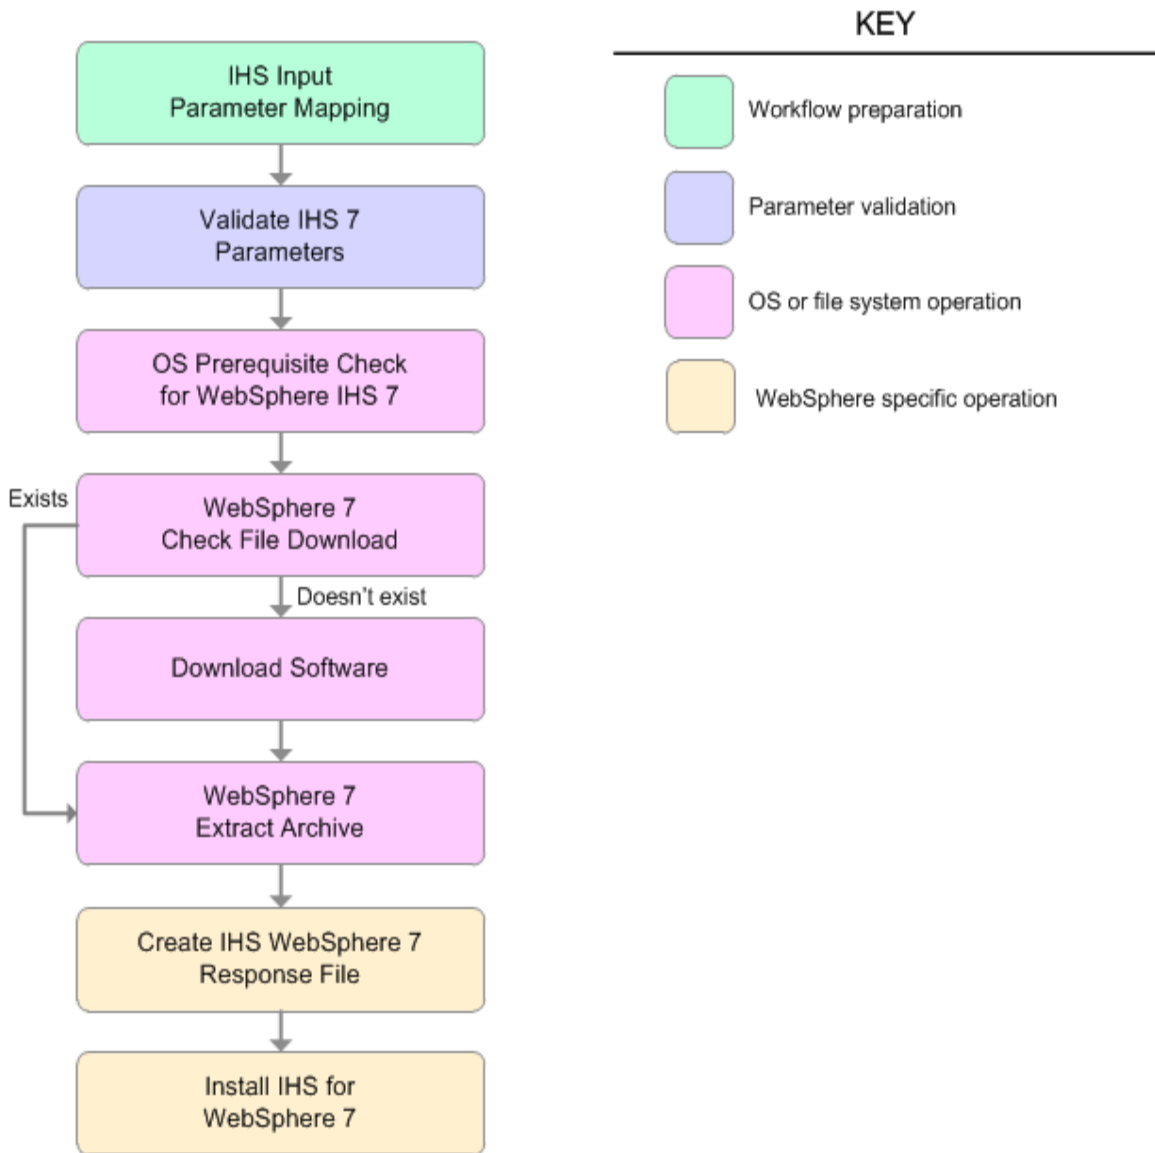 IHS Input
Parameter Mapping
Validate IHS 7
Parameters
OS Prerequisite Check
for WebSphere IHS 7
Exists
WebSphere 7
Check File Download
Doesn't exist
Download Software
WebSphere 7
Extract Archive
Create IHS WebSphere 7
Response File
Install IHS for
WebSphere 7
KEY
Workflow preparation
Parameter validation
OS or file system operation
WebSphere specific operation